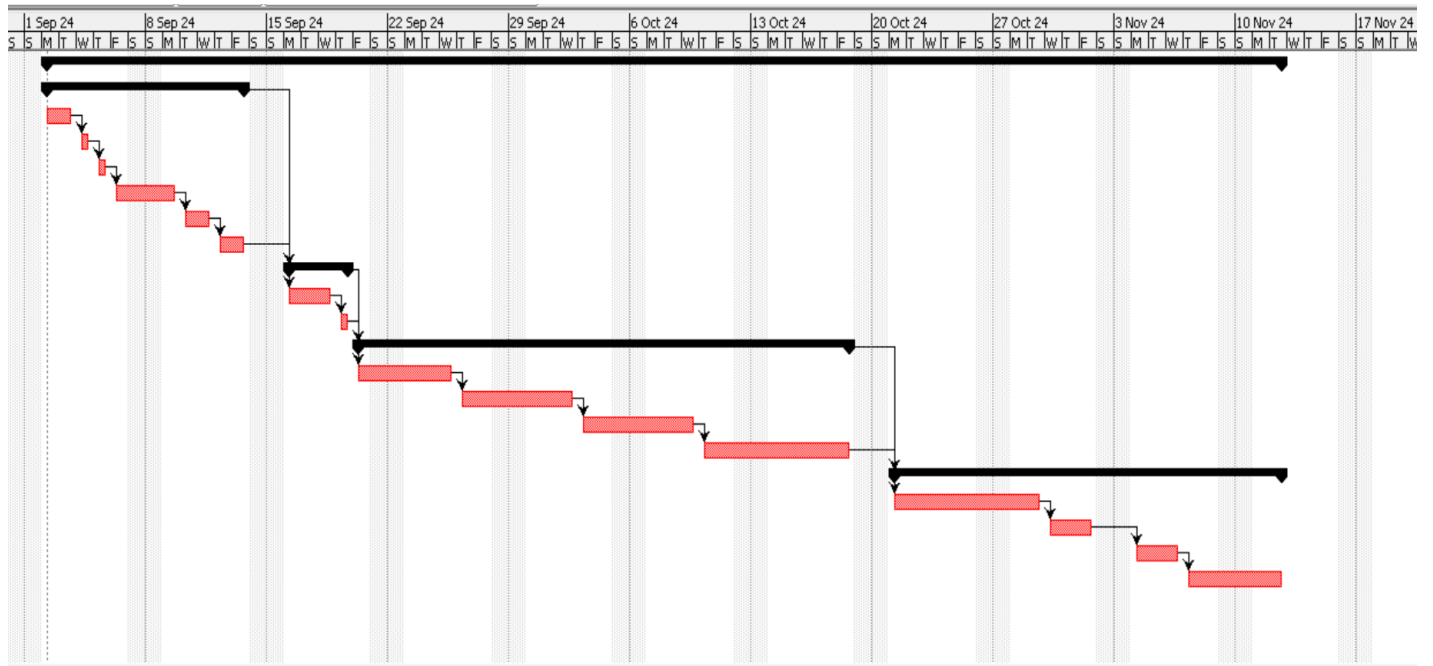 1 Sep 24 8 Sep 24 15 Sep 24 22 Sep 24 29 Sep 24 6 Oct 24 13 Oct 24 20 Oct 24 27 Oct 24 3 Nov 24 10 Nov 24 17 Nov 24
S S M T W T F S S M T W T F S S M T W T F S S M T W T F S S M T W T F S S M T W T F S S M T W T F S S M T W T F S S M T W T F S S M T W T F S S M T W T F S S M T W